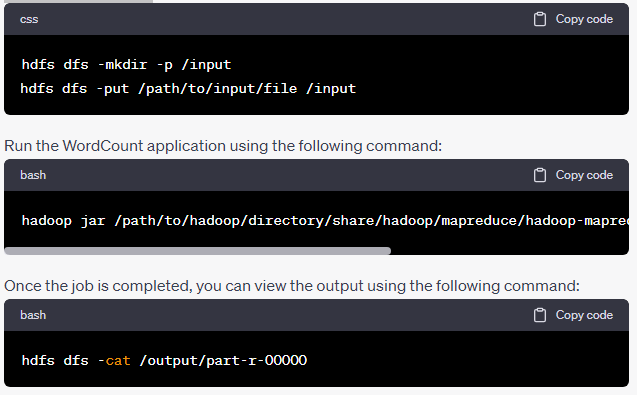 css Copy code
hdfs dfs -mkdir -p /input
hdfs dfs -put /path/to/input/file /input
Run the WordCount application using the following command:
bash Copy code
hadoop jar /path/to/hadoop/directory/share/hadoop/mapreduce/hadoop-mapred
Once the job is completed, you can view the output using the following command:
bash Copy code
hdfs dfs -cat /output/part-r-00000